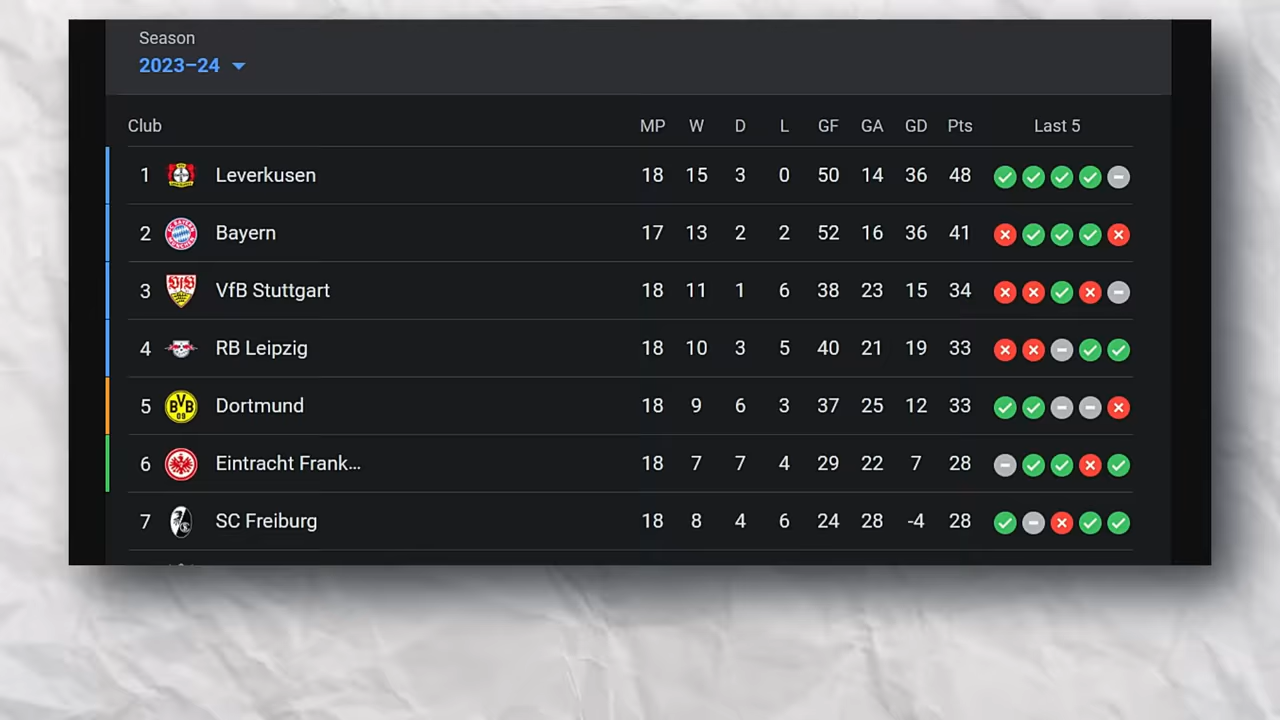 Season
2023–24
Club MP W D L GF GA GD Pts Last 5
1 Leverkusen 18 15 3 0 50 14 36 48
2 Bayern 17 13 2 2 52 16 36 41
3 VfB Stuttgart 18 11 1 6 38 23 15 34
4 RB Leipzig 18 10 3 5 40 21 19 33
5 BVB 09 Dortmund 18 9 6 3 37 25 12 33
6 Eintracht Frank... 18 7 7 4 29 22 7 28
7 SC Freiburg 18 8 4 6 24 28 -4 28